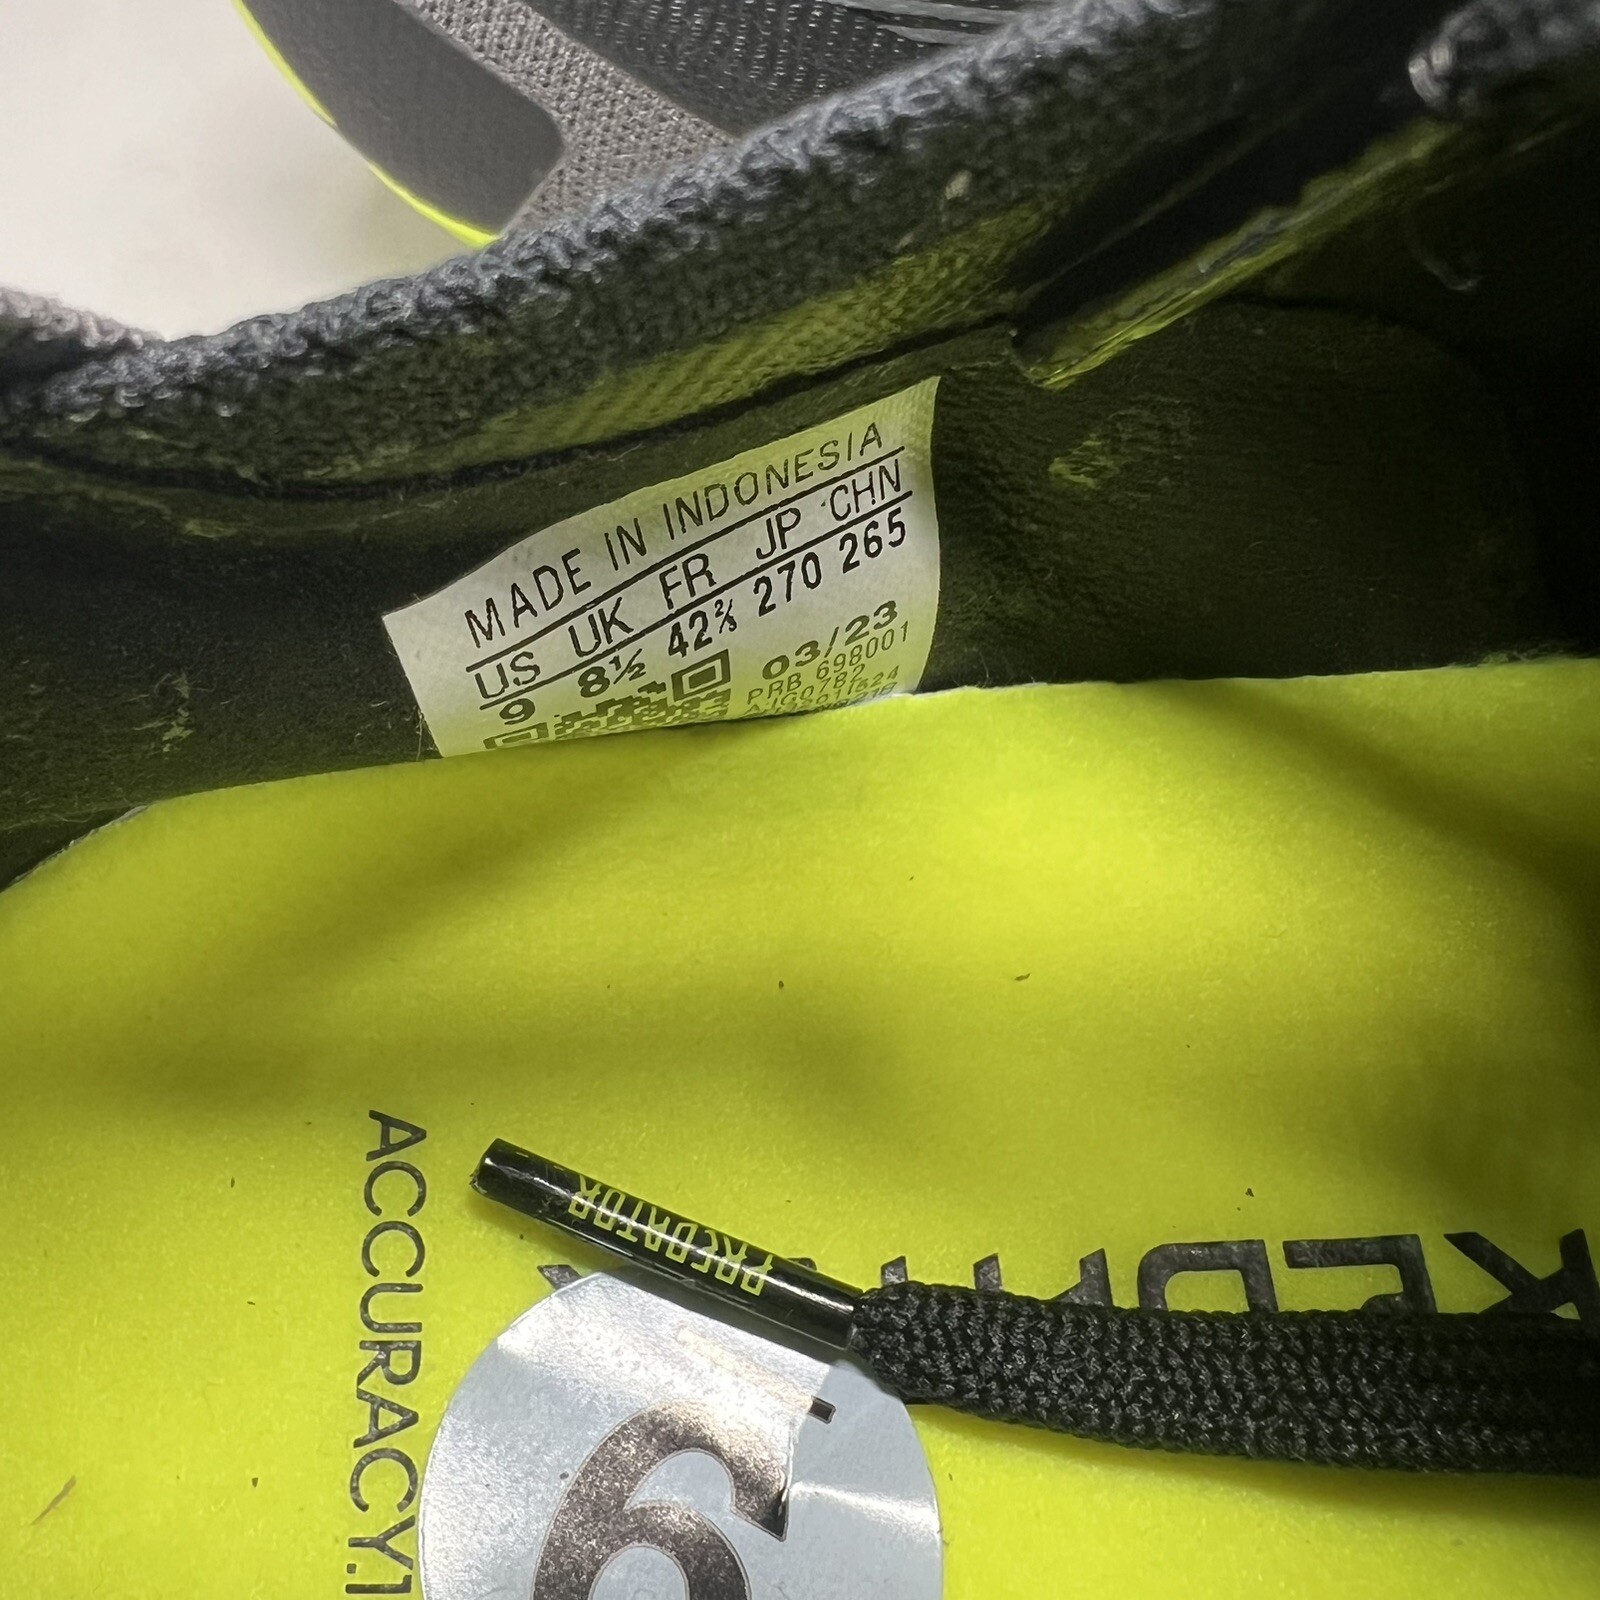 MADE IN INDONESIA
US UK FR JP CHN
9 8½ 42⅔ 270 265
03/23
PRB 698001
PREDATOR
ACCURACY.1
9